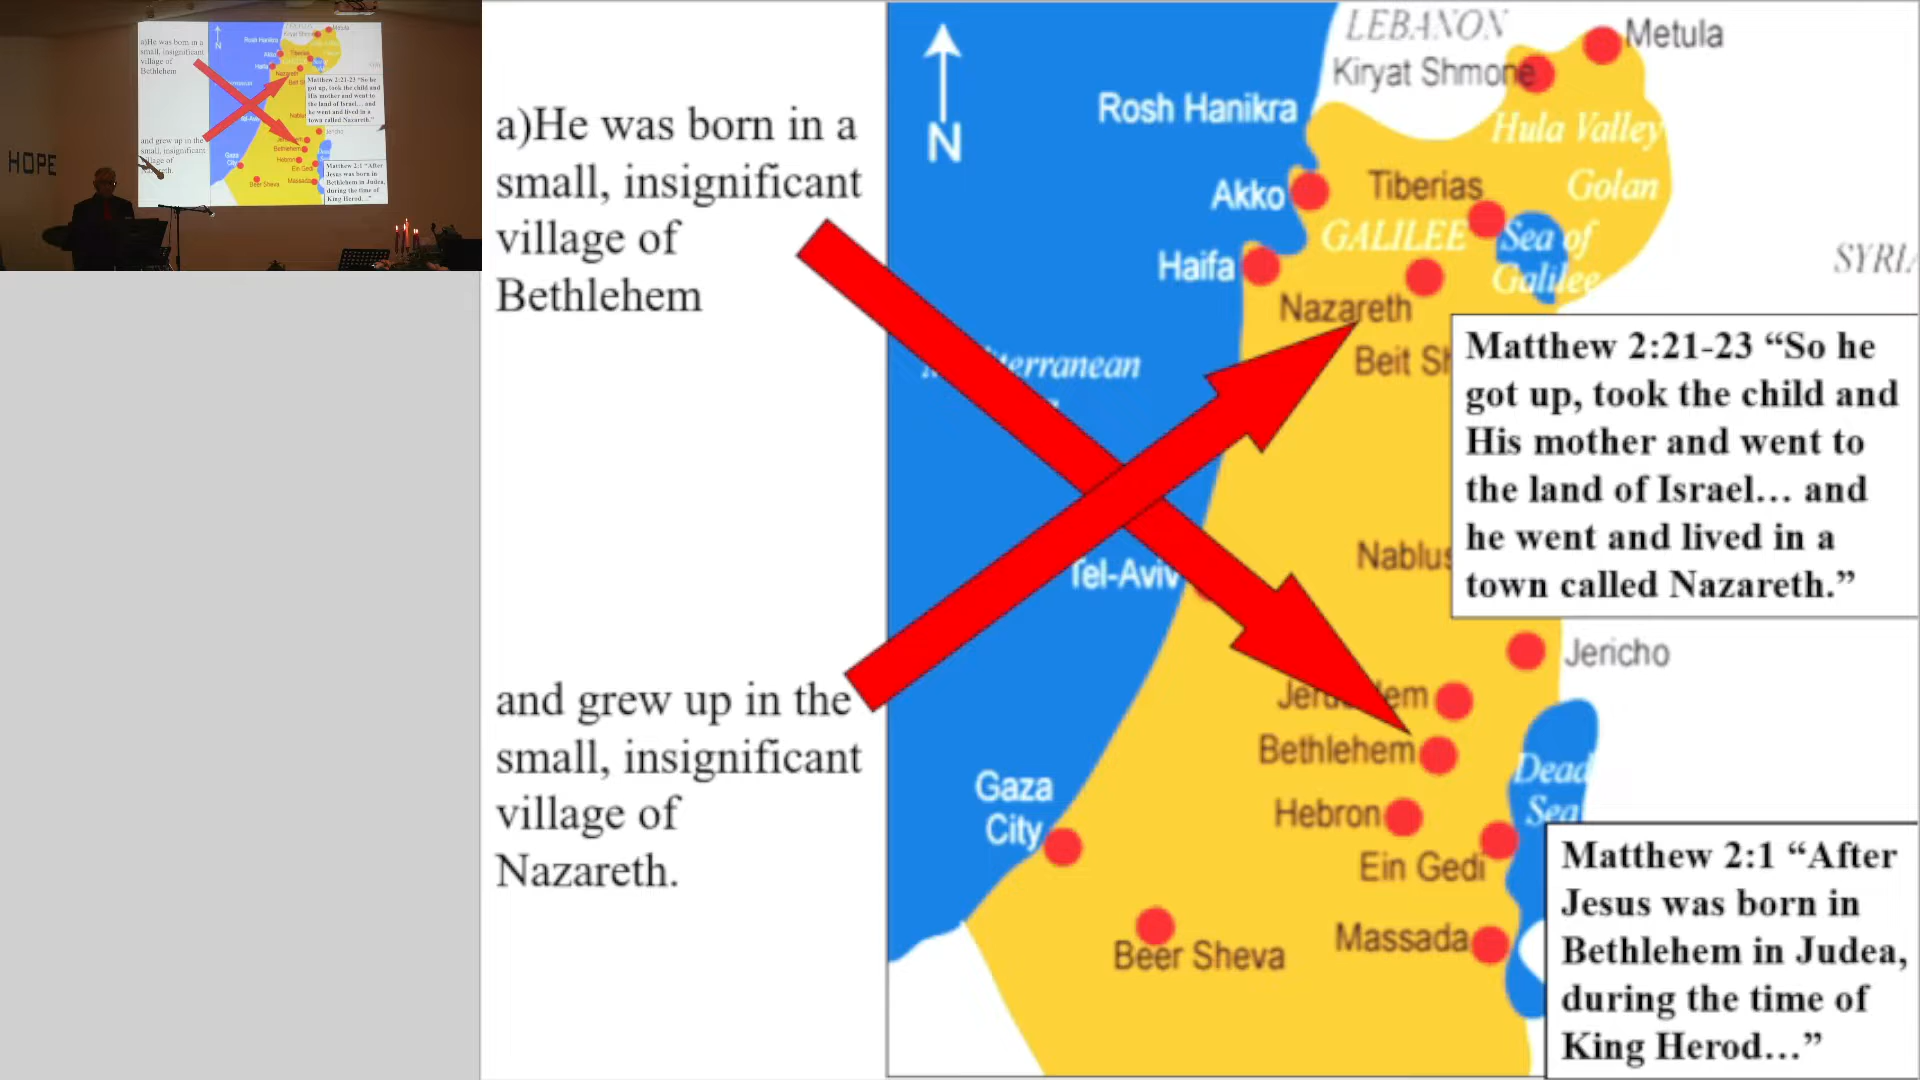 HOPE
a)He was born in a
small, insignificant
village of
Bethlehem
and grew up in the
small, insignificant
village of
Nazareth.
N
LEBANON
Metula
Kiryat Shmone
Rosh Hanikra
Hula Valley
Akko
Tiberias
Golan
GALILEE
Sea of
Galilee
Haifa
SYRIA
Nazareth
Beit Sh
Matthew 2:21-23 “So he
got up, took the child and
His mother and went to
the land of Israel… and
he went and lived in a
town called Nazareth.”
Nablus
Tel-Aviv
Jericho
Bethlehem
Dead
Sea
Gaza
City
Hebron
Ein Gedi
Massada
Beer Sheva
Matthew 2:1 “After
Jesus was born in
Bethlehem in Judea,
during the time of
King Herod…”